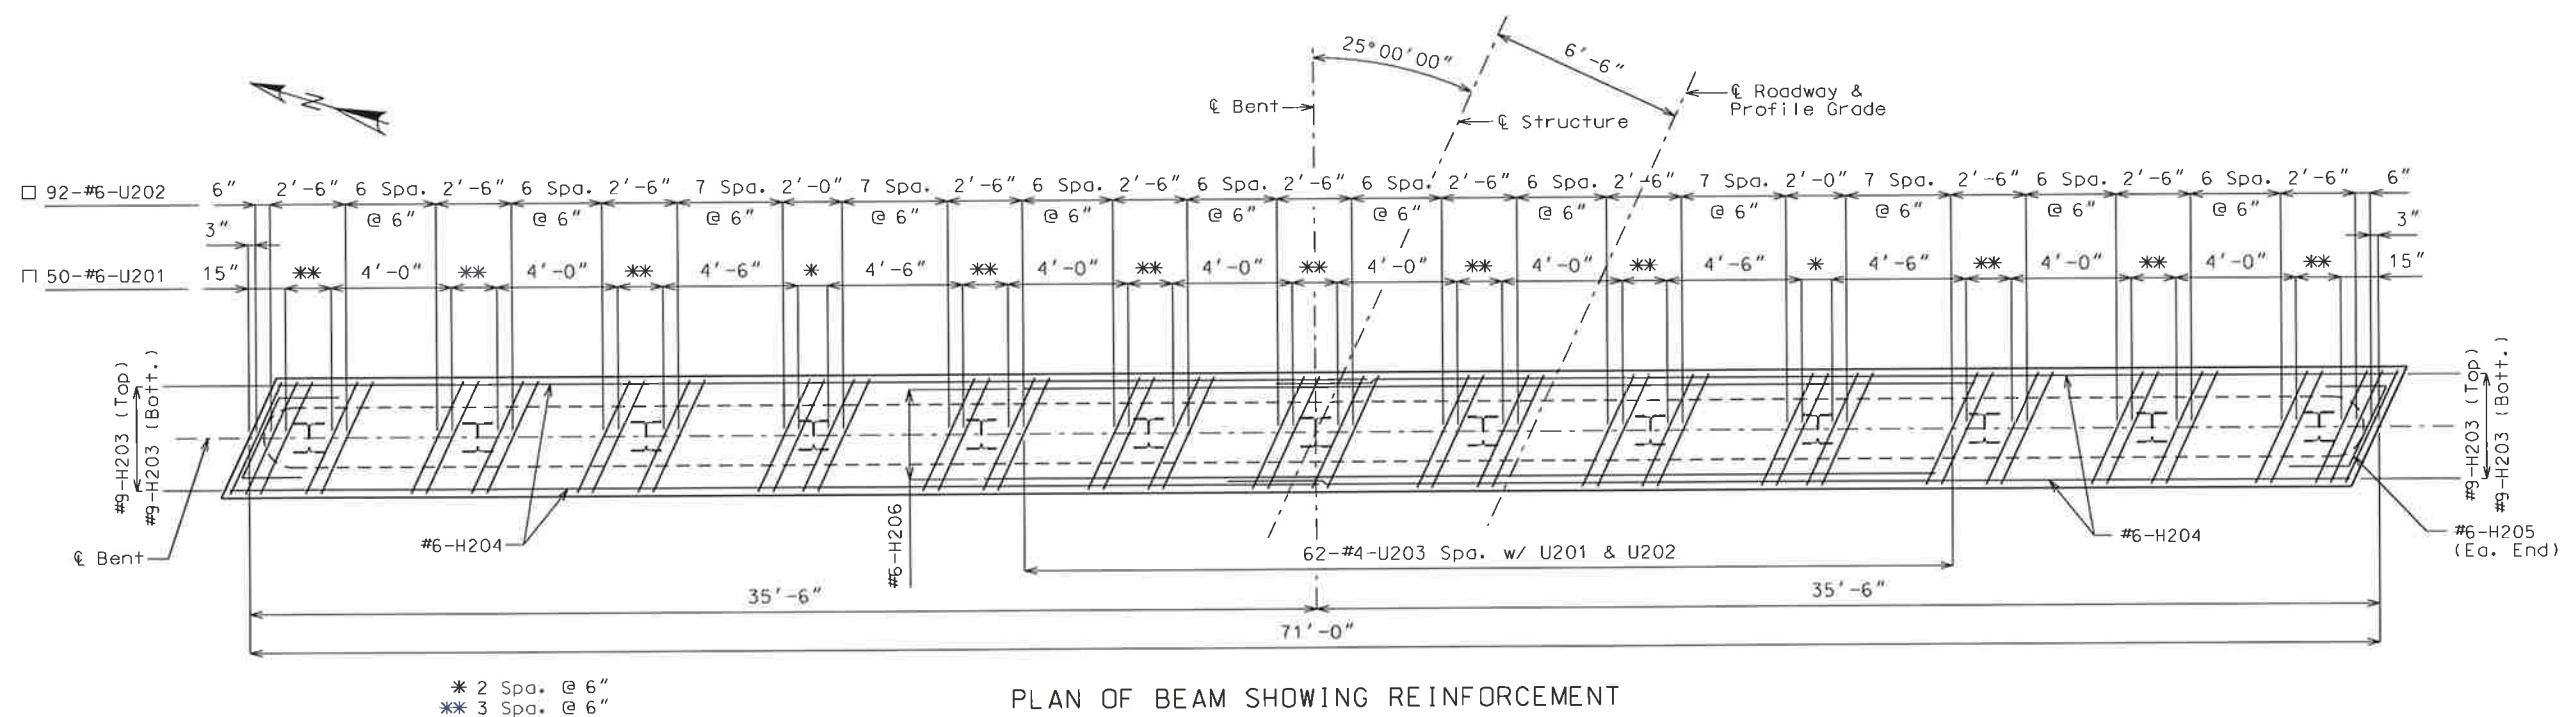 25°00'00"
6'-6"
N
℄ Bent
℄ Roadway &
Profile Grade
℄ Structure
□ 92-#6-U202
6" 2'-6" 6 Spa. 2'-6" 6 Spa. 2'-6" 7 Spa. 2'-0" 7 Spa. 2'-6" 6 Spa. 2'-6" 6 Spa. 2'-6" 6 Spa. 2'-6" 6 Spa. 2'-6" 7 Spa. 2'-0" 7 Spa. 2'-6" 6 Spa. 2'-6" 6 Spa. 2'-6" 6"
@ 6" @ 6" @ 6" @ 6" @ 6" @ 6" @ 6" @ 6" @ 6" @ 6" @ 6" @ 6"
3" 3"
⊓ 50-#6-U201
15" ** 4'-0" ** 4'-0" ** 4'-6" * 4'-6" ** 4'-0" ** 4'-0" ** 4'-0" ** 4'-0" ** 4'-6" * 4'-6" ** 4'-0" ** 4'-0" ** 15"
#9-H203 (Top)
#9-H203 (Bott.)
#9-H203 (Top)
#9-H203 (Bott.)
℄ Bent
#6-H204
#6-H206
62-#4-U203 Spa. w/ U201 & U202
#6-H204
#6-H205
(Ea. End)
35'-6" 35'-6"
71'-0"
* 2 Spa. @ 6"
** 3 Spa. @ 6"
PLAN OF BEAM SHOWING REINFORCEMENT